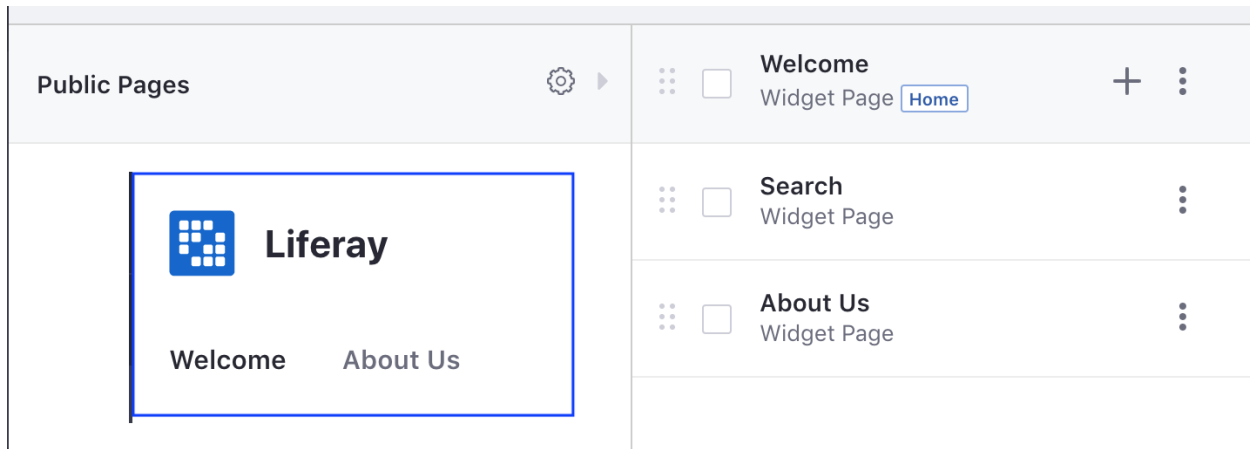 Public Pages
Liferay
Welcome About Us
Welcome
Widget Page Home
Search
Widget Page
About Us
Widget Page